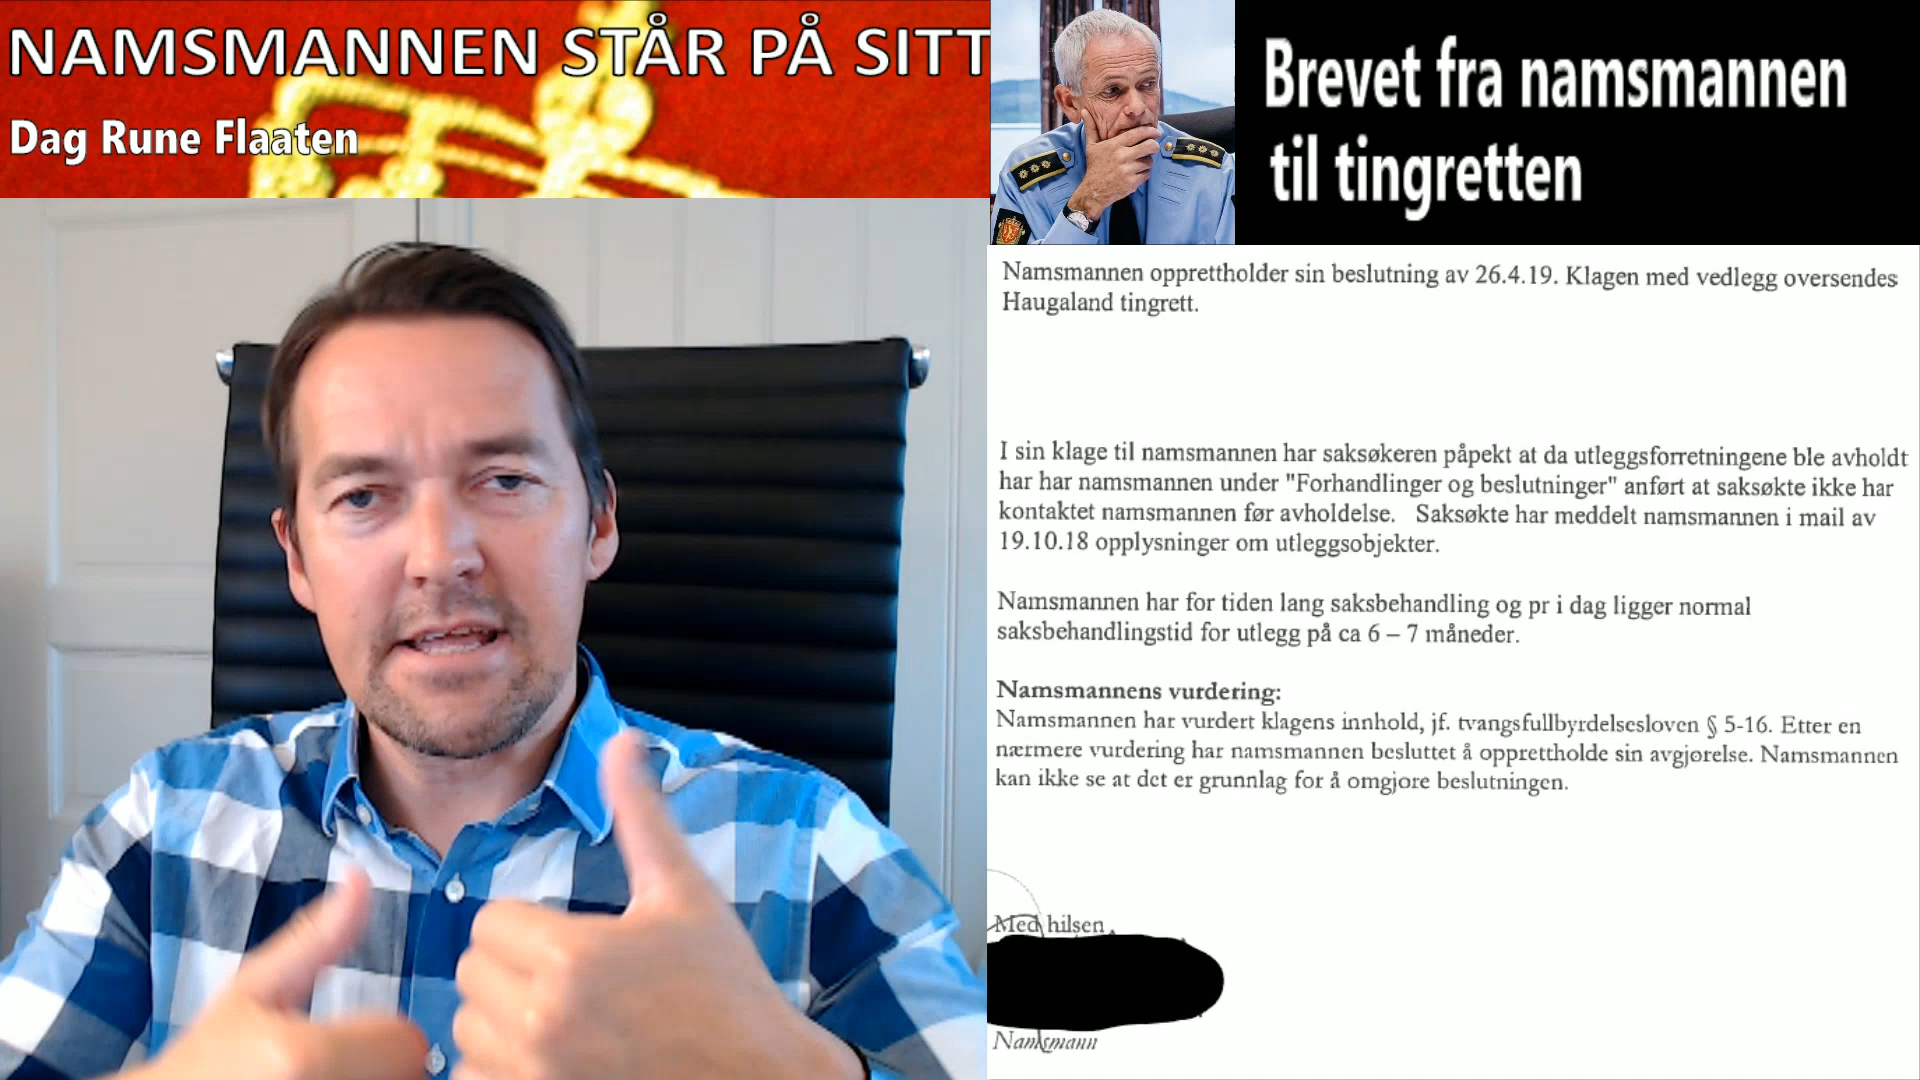 NAMSMANNEN STÅR PÅ SITT
Dag Rune Flaaten
Brevet fra namsmannen
til tingretten
Namsmannen opprettholder sin beslutning av 26.4.19. Klagen med vedlegg oversendes
Haugaland tingrett.
I sin klage til namsmannen har saksøkeren påpekt at da utleggsforretningene ble avholdt
har har namsmannen under "Forhandlinger og beslutninger" anført at saksøkte ikke har
kontaktet namsmannen før avholdelse. Saksøkte har meddelt namsmannen i mail av
19.10.18 opplysninger om utleggsobjekter.
Namsmannen har for tiden lang saksbehandling og pr i dag ligger normal
saksbehandlingstid for utlegg på ca 6 – 7 måneder.
Namsmannens vurdering:
Namsmannen har vurdert klagens innhold, jf. tvangsfullbyrdelsesloven § 5-16. Etter en
nærmere vurdering har namsmannen besluttet å opprettholde sin avgjørelse. Namsmannen
kan ikke se at det er grunnlag for å omgjøre beslutningen.
Med hilsen
Namsmann